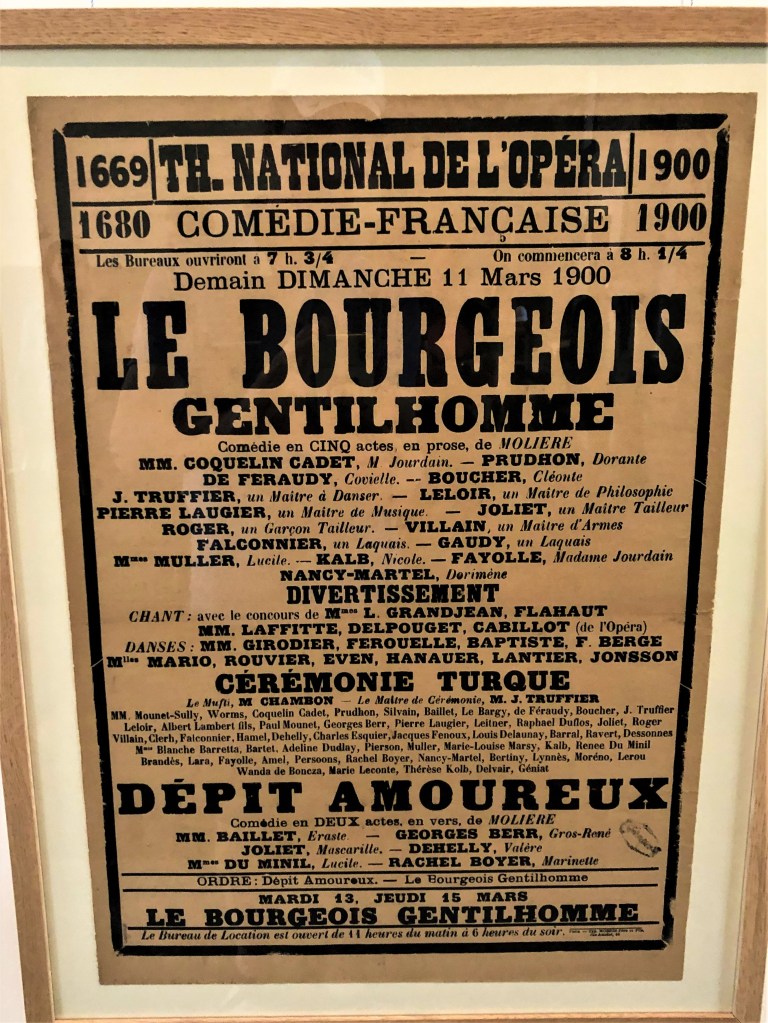 1669 TH. NATIONAL DE L'OPÉRA 1900
1680 COMÉDIE-FRANÇAISE 1900
Les Bureaux ouvriront à 7 h. 3/4 — On commencera à 8 h. 1/4
Demain DIMANCHE 11 Mars 1900
LE BOURGEOIS
GENTILHOMME
Comédie en CINQ actes, en prose, de MOLIERE
MM. COQUELIN CADET, M Jourdain. — PRUDHON, Dorante
DE FERAUDY, Covielle. -- BOUCHER, Cléonte
J. TRUFFIER, un Maître à Danser. — LELOIR, un Maître de Philosophie
PIERRE LAUGIER, un Maître de Musique. — JOLIET, un Maître Tailleur
ROGER, un Garçon Tailleur. — VILLAIN, un Maître d'Armes
FALCONNIER, un Laquais. — GAUDY, un Laquais
Mmes MULLER, Lucile. — KALB, Nicole. — FAYOLLE, Madame Jourdain
NANCY-MARTEL, Dorimène
DIVERTISSEMENT
CHANT : avec le concours de Mmes L. GRANDJEAN, FLAHAUT
MM. LAFFITTE, DELPOUGET, CABILLOT (de l'Opéra)
DANSES : MM. GIRODIER, FEROUELLE, BAPTISTE, F. BERGE
Mlles MARIO, ROUVIER, EVEN, HANAUER, LANTIER, JONSSON
CÉRÉMONIE TURQUE
Le Mufti, M CHAMBON — Le Maître de Cérémonie, M. J. TRUFFIER
MM. Mounet-Sully, Worms, Coquelin Cadet, Prudhon, Silvain, Baillet, Le Bargy, de Féraudy, Boucher, J. Truffier
Leloir, Albert Lambert fils, Paul Mounet, Georges Berr, Pierre Laugier, Leitner, Raphael Duflos, Joliet, Roger
Villain, Clerh, Falconnier, Hamel, Dehelly, Charles Esquier, Jacques Fenoux, Louis Delaunay, Barral, Ravert, Dessonnes
Mmes Blanche Barretta, Bartet, Adeline Dudlay, Pierson, Muller, Marie-Louise Marsy, Kalb, Renee Du Minil
Brandès, Lara, Fayolle, Amel, Persoons, Rachel Boyer, Nancy-Martel, Bertiny, Lynnès, Moréno, Lerou
Wanda de Boncza, Marie Leconte, Thérèse Kolb, Delvair, Géniat
DÉPIT AMOUREUX
Comédie en DEUX actes, en vers, de MOLIERE
MM. BAILLET, Eraste. — GEORGES BERR, Gros-René
JOLIET, Mascarille. — DEHELLY, Valère
Mmes DU MINIL, Lucile. — RACHEL BOYER, Marinette
ORDRE : Dépit Amoureux. — Le Bourgeois Gentilhomme
MARDI 13, JEUDI 15 MARS
LE BOURGEOIS GENTILHOMME
Le Bureau de Location est ouvert de 11 heures du matin à 6 heures du soir.